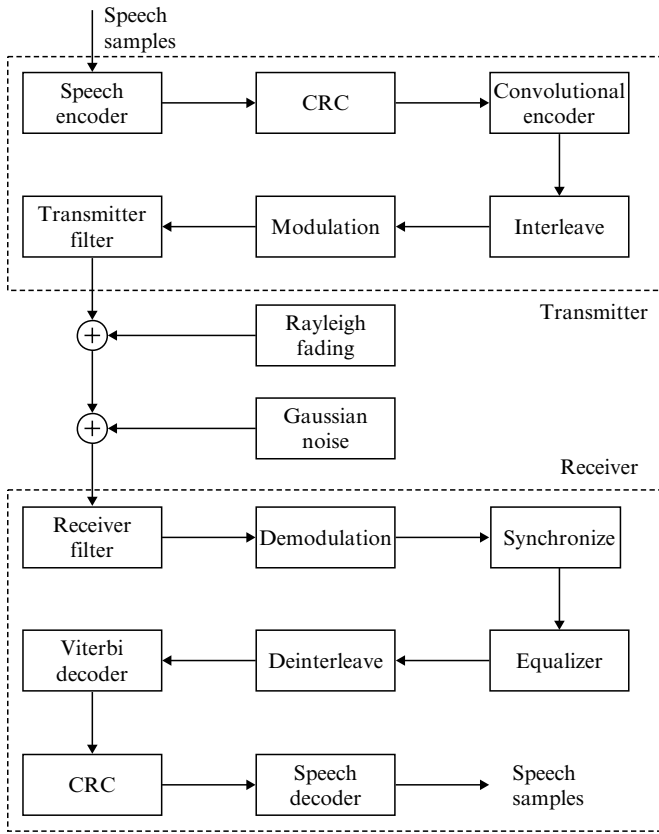 Speech
samples
Speech
encoder
CRC
Convolutional
encoder
Transmitter
filter
Modulation
Interleave
Transmitter
+
Rayleigh
fading
+
Gaussian
noise
Receiver
Receiver
filter
Demodulation
Synchronize
Viterbi
decoder
Deinterleave
Equalizer
CRC
Speech
decoder
Speech
samples